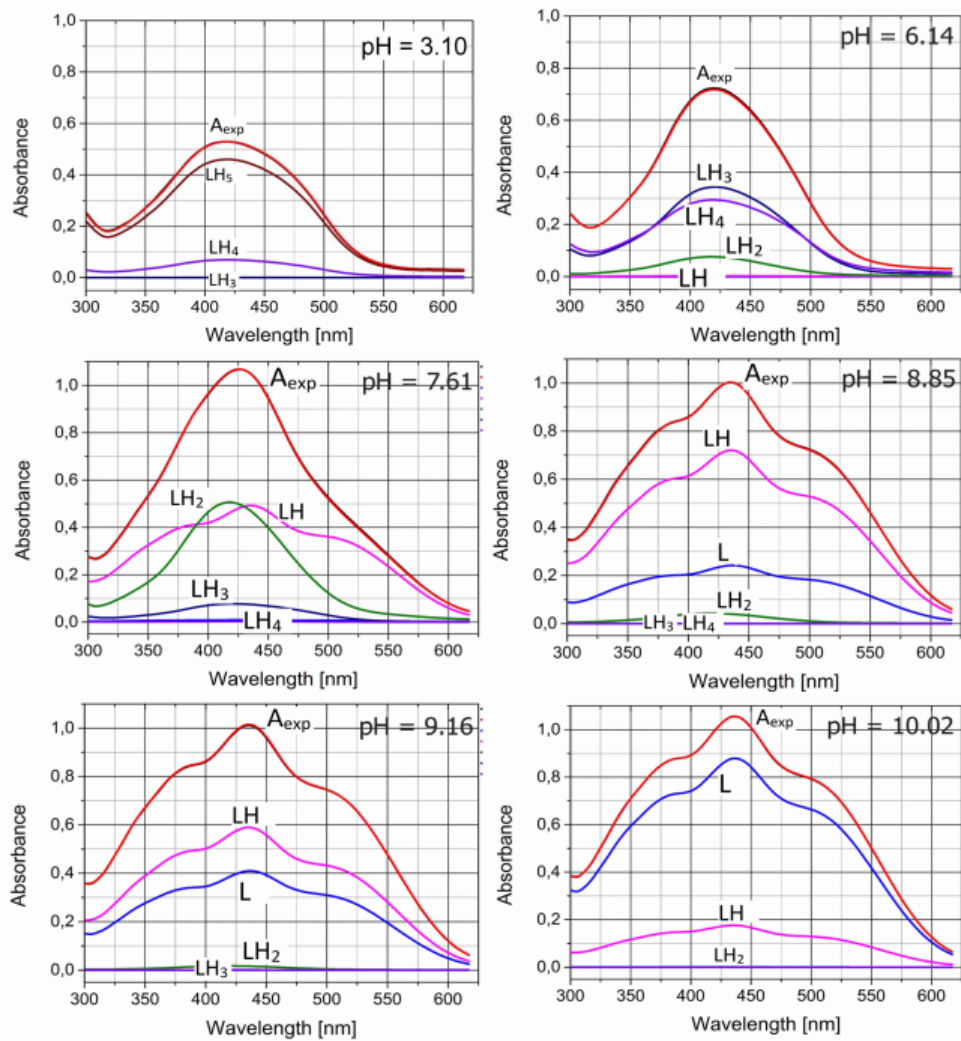 pH = 3.10
1,0
0,8
0,6
0,4
0,2
0,0
Absorbance
Aexp
LH5
LH4
LH3
300 350 400 450 500 550 600
Wavelength [nm]
pH = 6.14
1,0
0,8
0,6
0,4
0,2
0,0
Absorbance
Aexp
LH3
LH4
LH2
LH
300 350 400 450 500 550 600
Wavelength [nm]
pH = 7.61
1,0
0,8
0,6
0,4
0,2
0,0
Absorbance
Aexp
LH2
LH
LH3
LH4
300 350 400 450 500 550 600
Wavelength [nm]
pH = 8.85
1,0
0,8
0,6
0,4
0,2
0,0
Absorbance
Aexp
LH
L
LH2
LH3 LH4
300 350 400 450 500 550 600
Wavelength [nm]
pH = 9.16
1,0
0,8
0,6
0,4
0,2
0,0
Absorbance
Aexp
LH
L
LH2
LH3
300 350 400 450 500 550 600
Wavelength [nm]
pH = 10.02
1,0
0,8
0,6
0,4
0,2
0,0
Absorbance
Aexp
L
LH
LH2
300 350 400 450 500 550 600
Wavelength [nm]